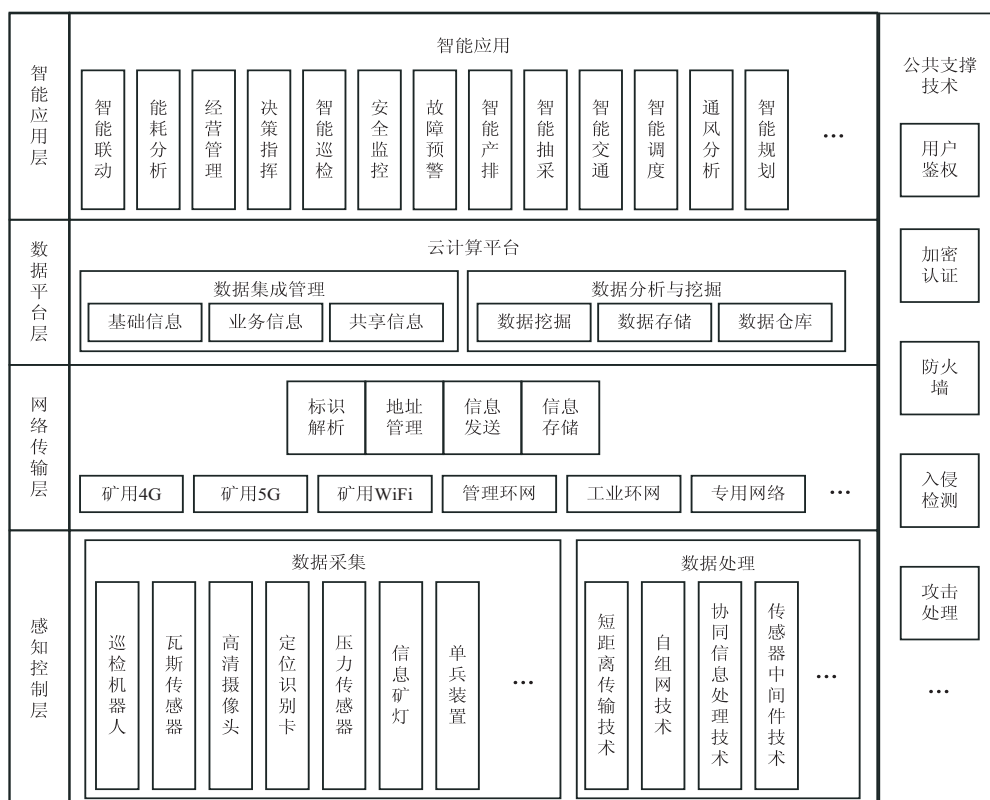 智能应用层
智能应用
智能联动
能耗分析
经营管理
决策指挥
智能巡检
安全监控
故障预警
智能产排
智能抽采
智能交通
智能调度
通风分析
智能规划
…
数据平台层
云计算平台
数据集成管理
基础信息
业务信息
共享信息
数据分析与挖掘
数据挖掘
数据存储
数据仓库
网络传输层
标识
解析
地址
管理
信息
发送
信息
存储
矿用4G
矿用5G
矿用WiFi
管理环网
工业环网
专用网络
…
感知控制层
数据采集
巡检机器人
瓦斯传感器
高清摄像头
定位识别卡
压力传感器
信息矿灯
单兵装置
…
数据处理
短距离传输技术
自组网技术
协同信息处理技术
传感器中间件技术
…
公共支撑
技术
用户
鉴权
加密
认证
防火
墙
入侵
检测
攻击
处理
…